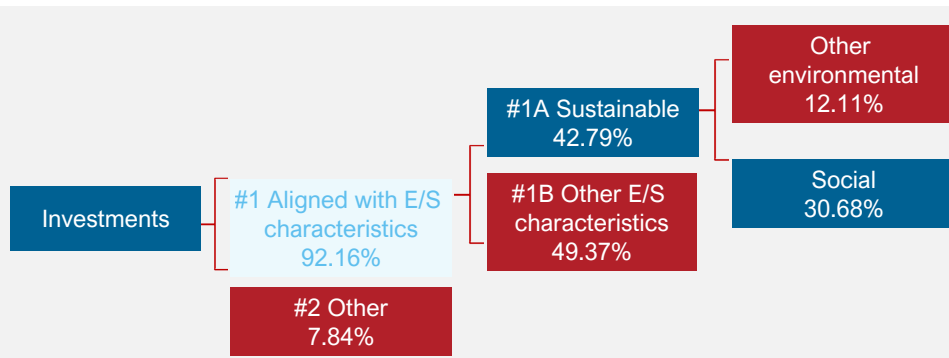 Investments
#1 Aligned with E/S
characteristics
92.16%
#2 Other
7.84%
#1A Sustainable
42.79%
#1B Other E/S
characteristics
49.37%
Other
environmental
12.11%
Social
30.68%